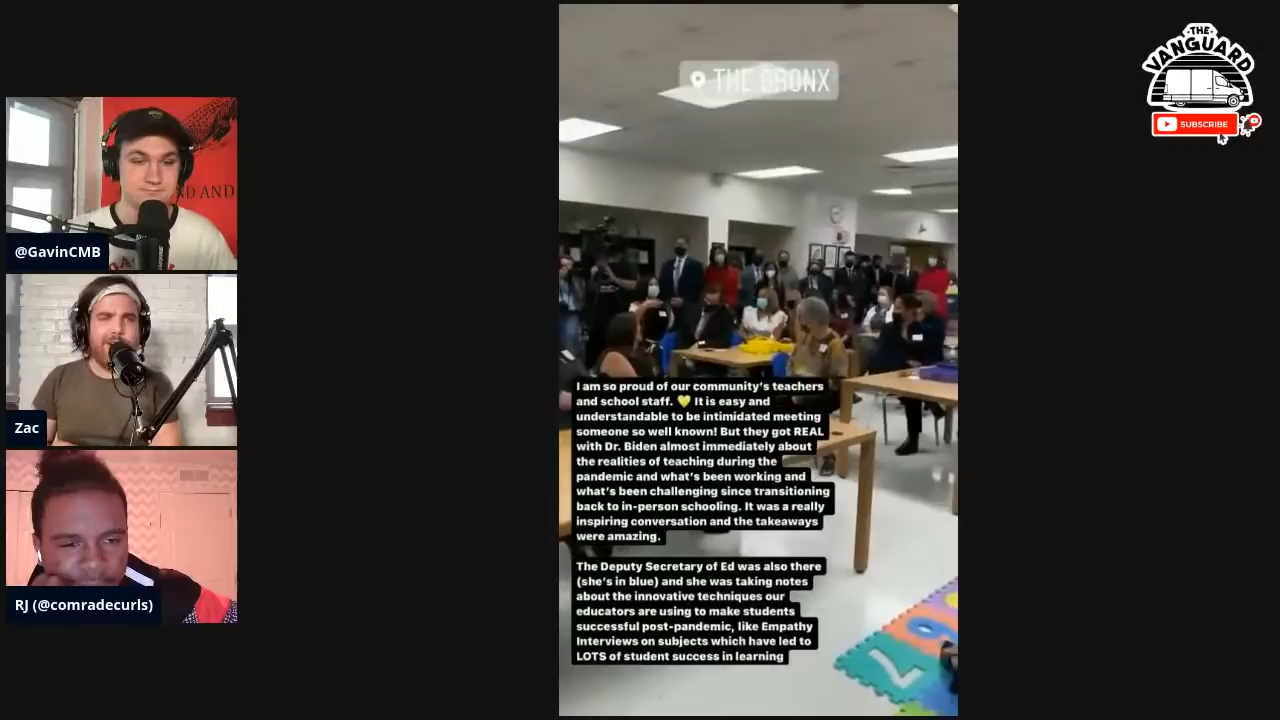 THE
VANGUARD
SUBSCRIBE
THE BRONX
ND AND
@GavinCMB
Zac
RJ (@comradecurls)
I am so proud of our community's teachers
and school staff. 💛 It is easy and
understandable to be intimidated meeting
someone so well known! But they got REAL
with Dr. Biden almost immediately about
the realities of teaching during the
pandemic and what's been working and
what's been challenging since transitioning
back to in-person schooling. It was a really
inspiring conversation and the takeaways
were amazing.
The Deputy Secretary of Ed was also there
(she's in blue) and she was taking notes
about the innovative techniques our
educators are using to make students
successful post-pandemic, like Empathy
Interviews on subjects which have led to
LOTS of student success in learning